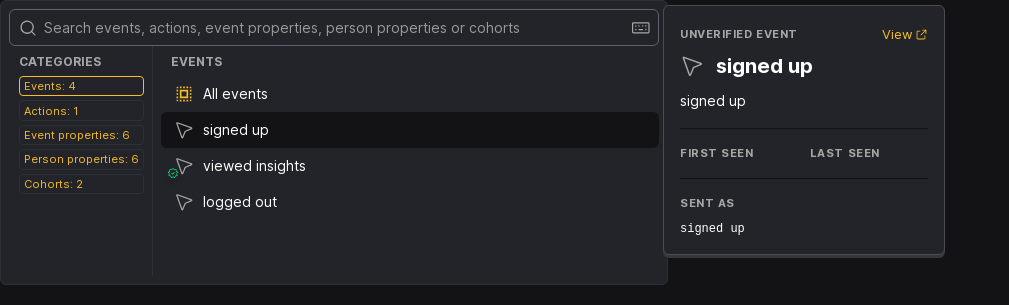 Search events, actions, event properties, person properties or cohorts
CATEGORIES
Events: 4
Actions: 1
Event properties: 6
Person properties: 6
Cohorts: 2
EVENTS
All events
signed up
viewed insights
logged out
UNVERIFIED EVENT
View
signed up
signed up
FIRST SEEN LAST SEEN
SENT AS
signed up